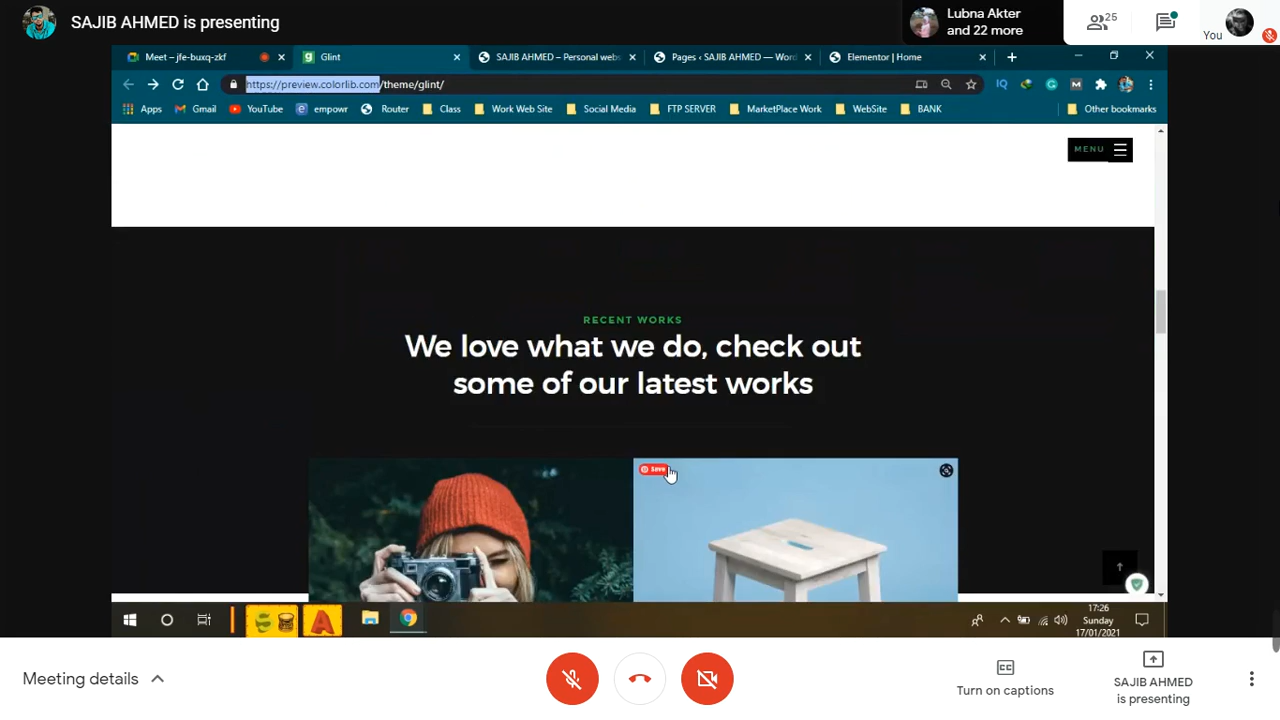 SAJIB AHMED is presenting
Lubna Akter
and 22 more
25
You
Meet – jfe-buxq-zkf
Glint
SAJIB AHMED – Personal webs
Pages ‹ SAJIB AHMED — Word
Elementor | Home
https://preview.colorlib.com/theme/glint/
Apps
Gmail
YouTube
empowr
Router
Class
Work Web Site
Social Media
FTP SERVER
MarketPlace Work
WebSite
BANK
Other bookmarks
MENU
RECENT WORKS
We love what we do, check out
some of our latest works
Save
17:26
Sunday
17/01/2021
Meeting details
Turn on captions
SAJIB AHMED
is presenting